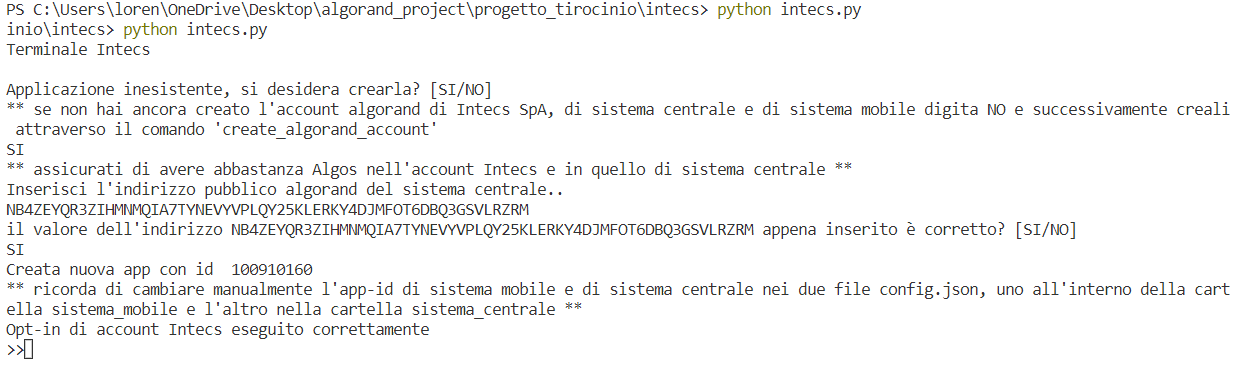 PS C:\Users\loren\OneDrive\Desktop\algorand_project\progetto_tirocinio\intecs> python intecs.py
inio\intecs> python intecs.py
Terminale Intecs
Applicazione inesistente, si desidera crearla? [SI/NO]
** se non hai ancora creato l'account algorand di Intecs SpA, di sistema centrale e di sistema mobile digita NO e successivamente creali
attraverso il comando 'create_algorand_account'
SI
** assicurati di avere abbastanza Algos nell'account Intecs e in quello di sistema centrale **
Inserisci l'indirizzo pubblico algorand del sistema centrale..
NB4ZEYQR3ZIHMNMQIA7TYNEVYVPLQY25KLERKY4DJMFOT6DBQ3GSVLRZRM
il valore dell'indirizzo NB4ZEYQR3ZIHMNMQIA7TYNEVYVPLQY25KLERKY4DJMFOT6DBQ3GSVLRZRM appena inserito è corretto? [SI/NO]
SI
Creata nuova app con id  100910160
** ricorda di cambiare manualmente l'app-id di sistema mobile e di sistema centrale nei due file config.json, uno all'interno della cart
ella sistema_mobile e l'altro nella cartella sistema_centrale **
Opt-in di account Intecs eseguito correttamente
>>